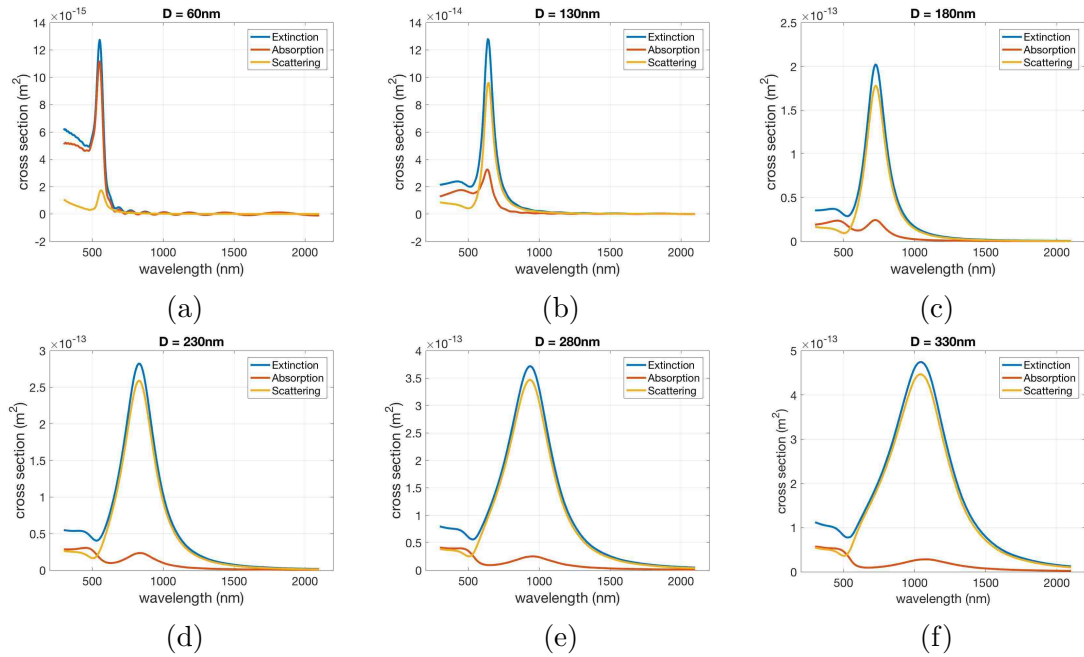 D = 60nm
×10⁻¹⁵
14
12
10
8
6
4
2
0
−2
cross section (m²)
Extinction
Absorption
Scattering
500
1000
1500
2000
wavelength (nm)
(a)
D = 130nm
×10⁻¹⁴
14
12
10
8
6
4
2
0
−2
cross section (m²)
Extinction
Absorption
Scattering
500
1000
1500
2000
wavelength (nm)
(b)
D = 180nm
×10⁻¹³
2.5
2
1.5
1
0.5
0
cross section (m²)
Extinction
Absorption
Scattering
500
1000
1500
2000
wavelength (nm)
(c)
D = 230nm
×10⁻¹³
3
2.5
2
1.5
1
0.5
0
cross section (m²)
Extinction
Absorption
Scattering
500
1000
1500
2000
wavelength (nm)
(d)
D = 280nm
×10⁻¹³
4
3.5
3
2.5
2
1.5
1
0.5
0
cross section (m²)
Extinction
Absorption
Scattering
500
1000
1500
2000
wavelength (nm)
(e)
D = 330nm
×10⁻¹³
5
4
3
2
1
0
cross section (m²)
Extinction
Absorption
Scattering
500
1000
1500
2000
wavelength (nm)
(f)